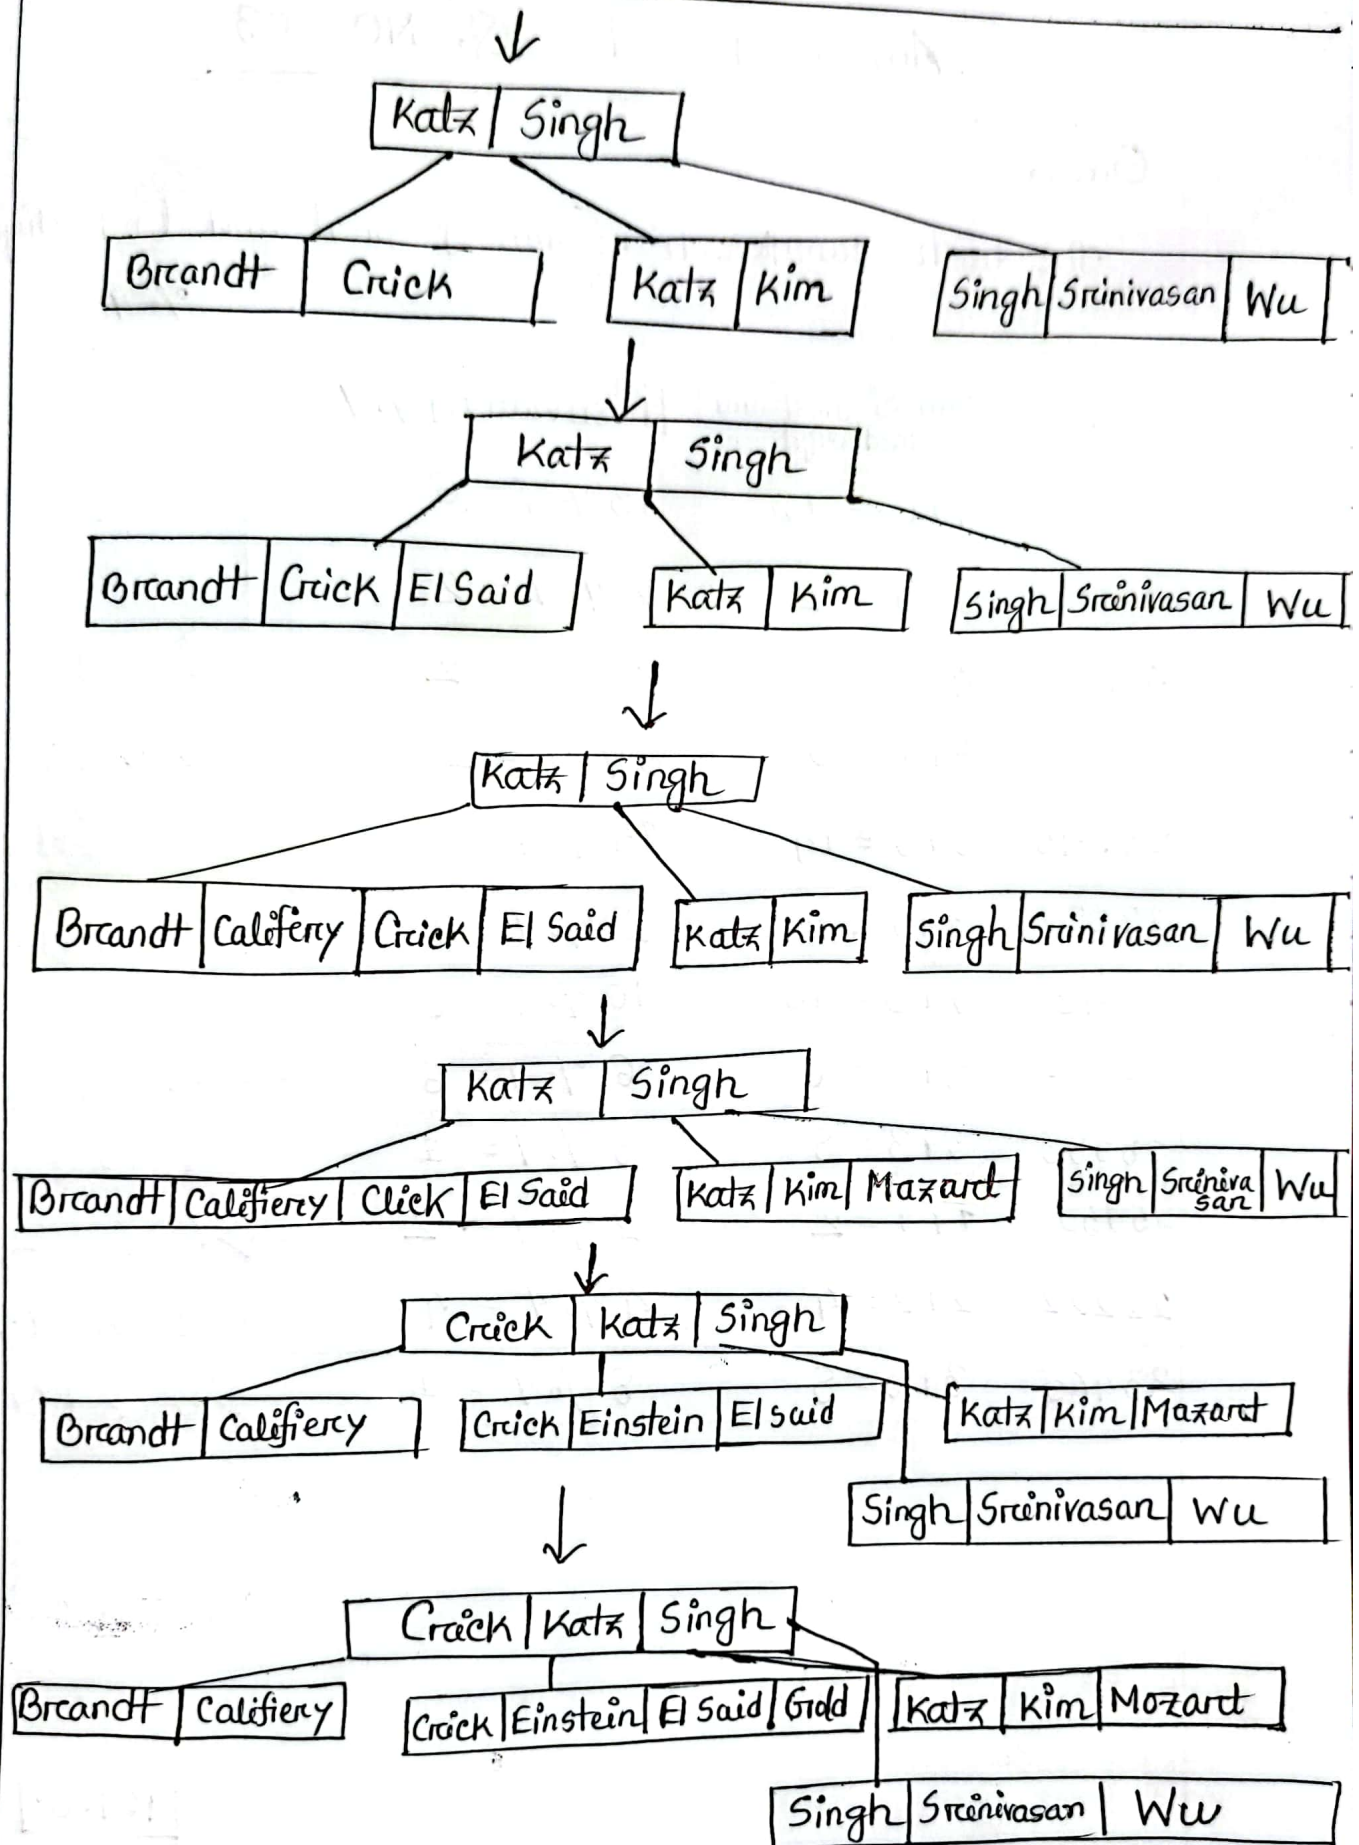 Katz Singh
Brandt Crick Katz Kim Singh Srinivasan Wu
Katz Singh
Brandt Crick El Said Katz Kim Singh Srinivasan Wu
Katz Singh
Brandt Califiery Crick El Said Katz Kim Singh Srinivasan Wu
Katz Singh
Brandt Califiery Click El Said Katz Kim Mazart Singh Sriniva
san Wu
Crick Katz Singh
Brandt Califiery Crick Einstein El said Katz Kim Mazart
Singh Srinivasan Wu
Crick Katz Singh
Brandt Califiery Crick Einstein El Said Gold Katz Kim Mozart
Singh Srinivasan Wu